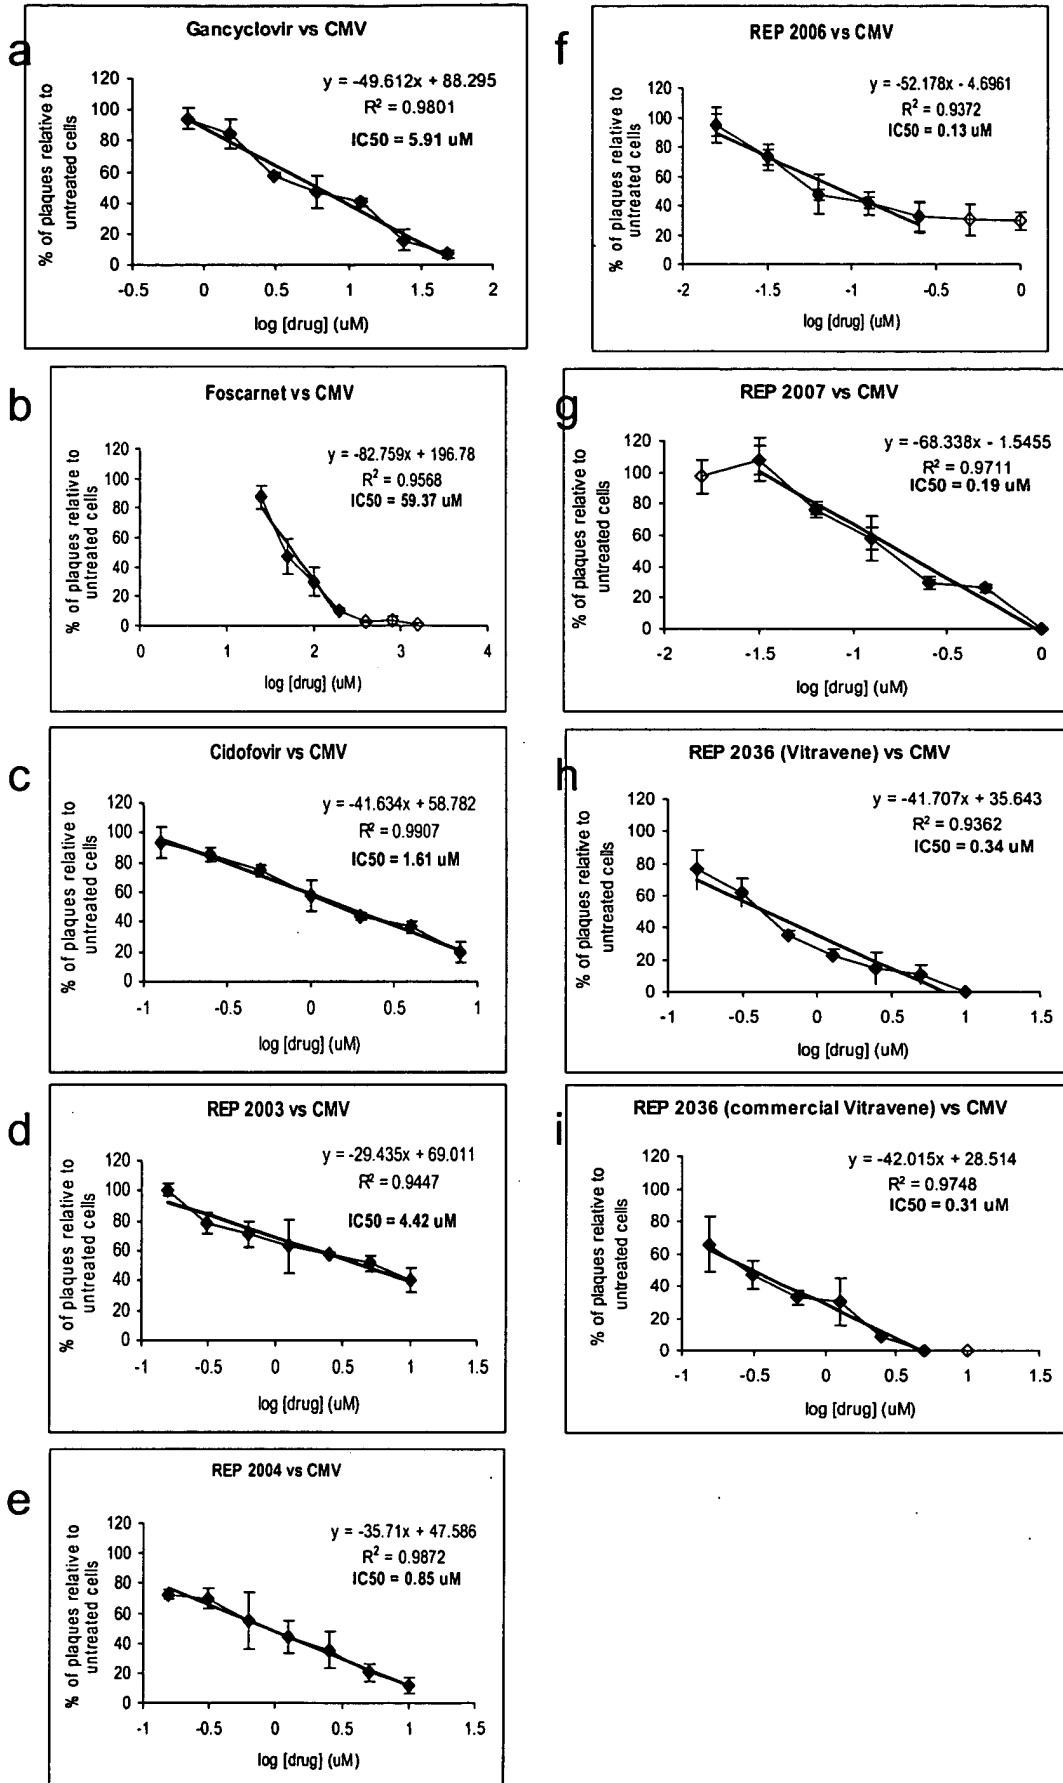 a
Gancyclovir vs CMV
y = -49.612x + 88.295
R² = 0.9801
IC50 = 5.91 uM
% of plaques relative to
untreated cells
120
100
80
60
40
20
0
-0.5 0 0.5 1 1.5 2
log [drug] (uM)
b
Foscarnet vs CMV
y = -82.759x + 196.78
R² = 0.9568
IC50 = 59.37 uM
% of plaques relative to
untreated cells
120
100
80
60
40
20
0
0 1 2 3 4
log [drug] (uM)
c
Cidofovir vs CMV
y = -41.634x + 58.782
R² = 0.9907
IC50 = 1.61 uM
% of plaques relative to
untreated cells
120
100
80
60
40
20
0
-1 -0.5 0 0.5 1
log [drug] (uM)
d
REP 2003 vs CMV
y = -29.435x + 69.011
R² = 0.9447
IC50 = 4.42 uM
% of plaques relative to
untreated cells
120
100
80
60
40
20
0
-1 -0.5 0 0.5 1 1.5
log [drug] (uM)
e
REP 2004 vs CMV
y = -35.71x + 47.586
R² = 0.9872
IC50 = 0.85 uM
% of plaques relative to
untreated cells
120
100
80
60
40
20
0
-1 -0.5 0 0.5 1 1.5
log [drug] (uM)
f
REP 2006 vs CMV
y = -52.178x - 4.6961
R² = 0.9372
IC50 = 0.13 uM
% of plaques relative to
untreated cells
120
100
80
60
40
20
0
-2 -1.5 -1 -0.5 0
log [drug] (uM)
g
REP 2007 vs CMV
y = -68.338x - 1.5455
R² = 0.9711
IC50 = 0.19 uM
% of plaques relative to
untreated cells
120
100
80
60
40
20
0
-2 -1.5 -1 -0.5 0
log [drug] (uM)
h
REP 2036 (Vitravene) vs CMV
y = -41.707x + 35.643
R² = 0.9362
IC50 = 0.34 uM
% of plaques relative to
untreated cells
120
100
80
60
40
20
0
-1 -0.5 0 0.5 1 1.5
log [drug] (uM)
i
REP 2036 (commercial Vitravene) vs CMV
y = -42.015x + 28.514
R² = 0.9748
IC50 = 0.31 uM
% of plaques relative to
untreated cells
120
100
80
60
40
20
0
-1 -0.5 0 0.5 1 1.5
log [drug] (uM)